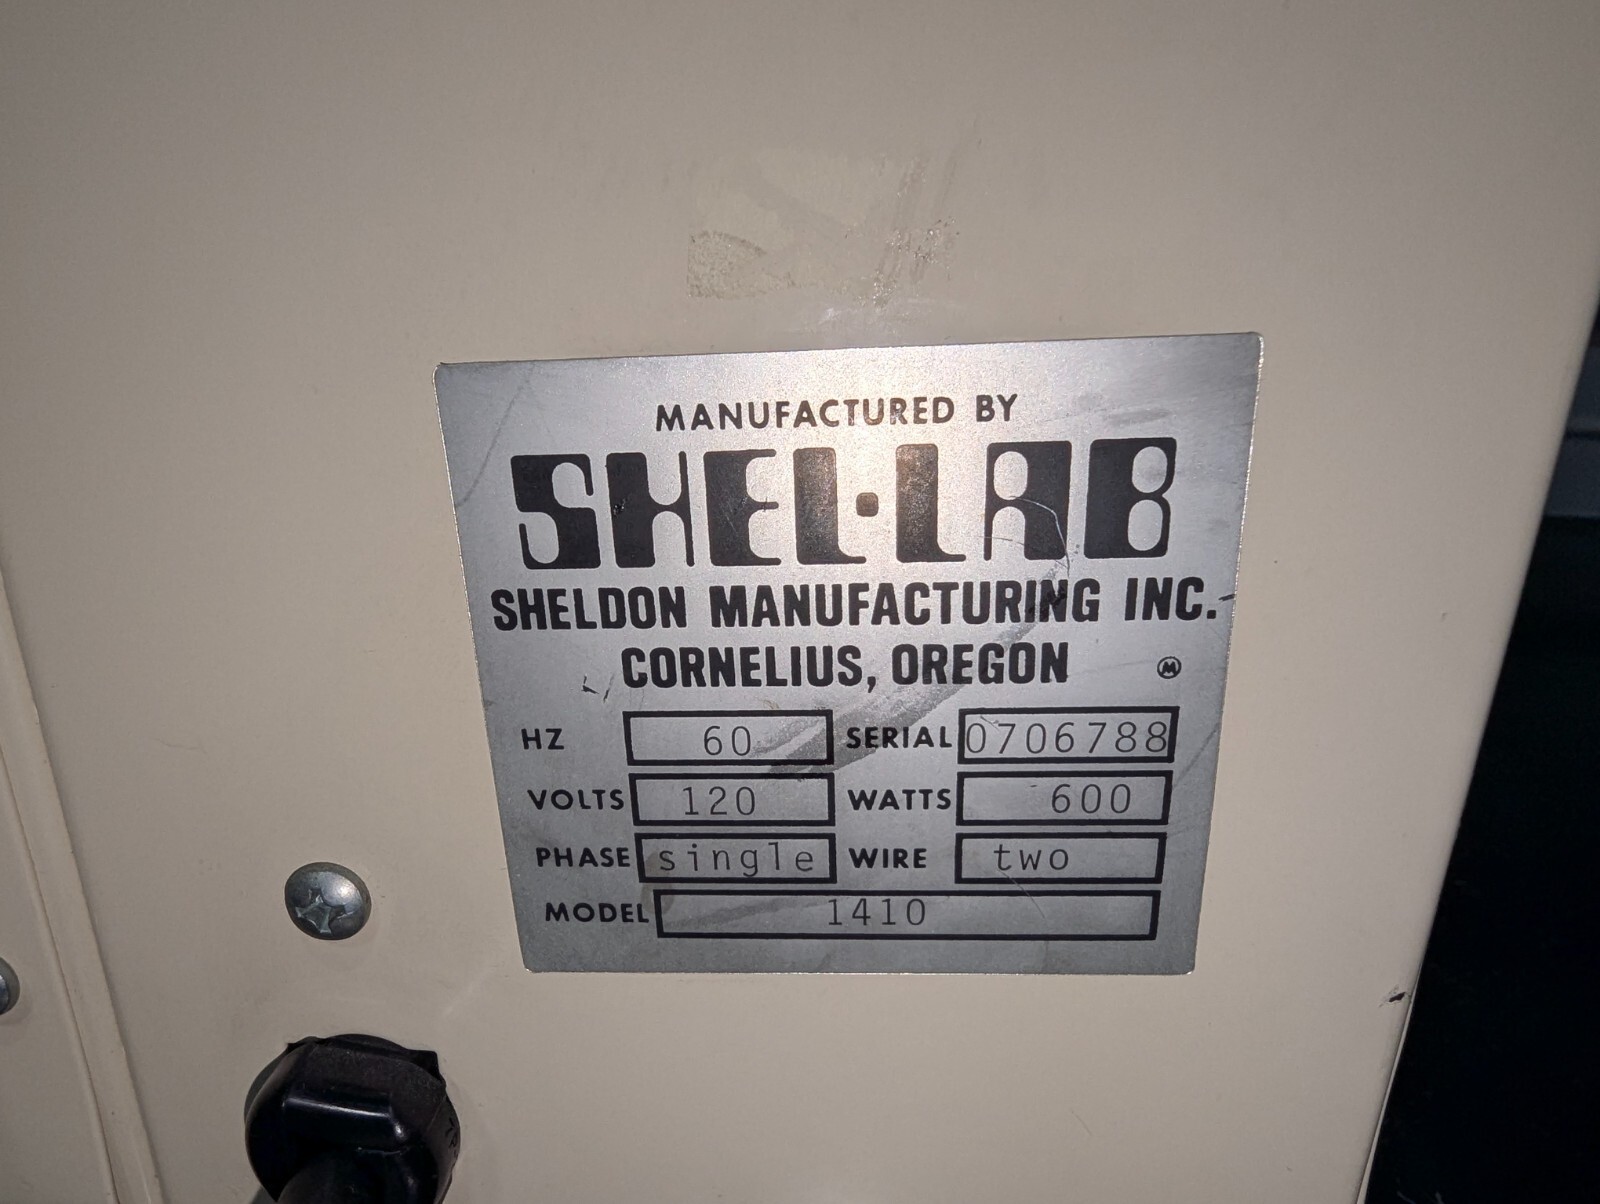 MANUFACTURED BY
SHEL·LAB
SHELDON MANUFACTURING INC.
CORNELIUS, OREGON Ⓜ
HZ 60 SERIAL 0706788
VOLTS 120 WATTS 600
PHASE single WIRE two
MODEL 1410